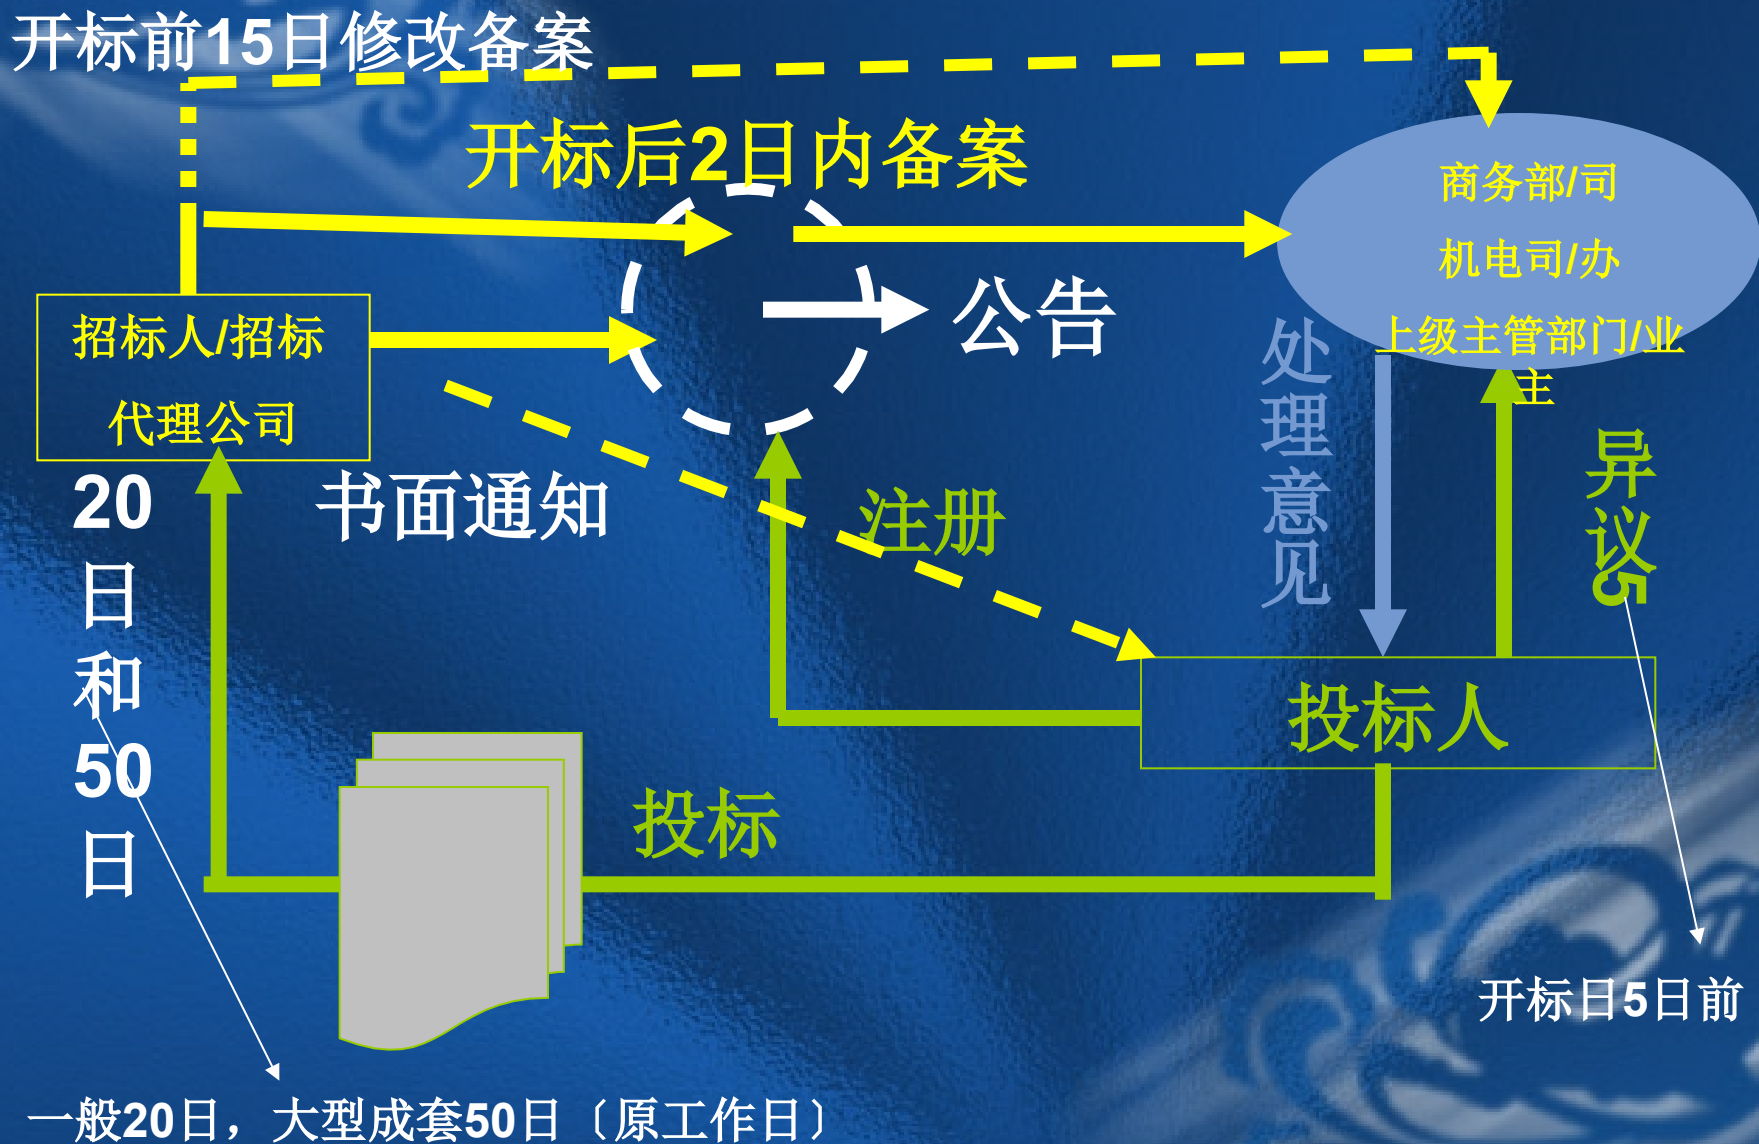 开标前15日修改备案
开标后2日内备案
商务部/司
机电司/办
上级主管部门/业
主
招标人/招标
代理公司
公告
处理意见
异议5
20
日
和
50
日
书面通知
注册
投标人
投标
开标日5日前
一般20日，大型成套50日〔原工作日〕